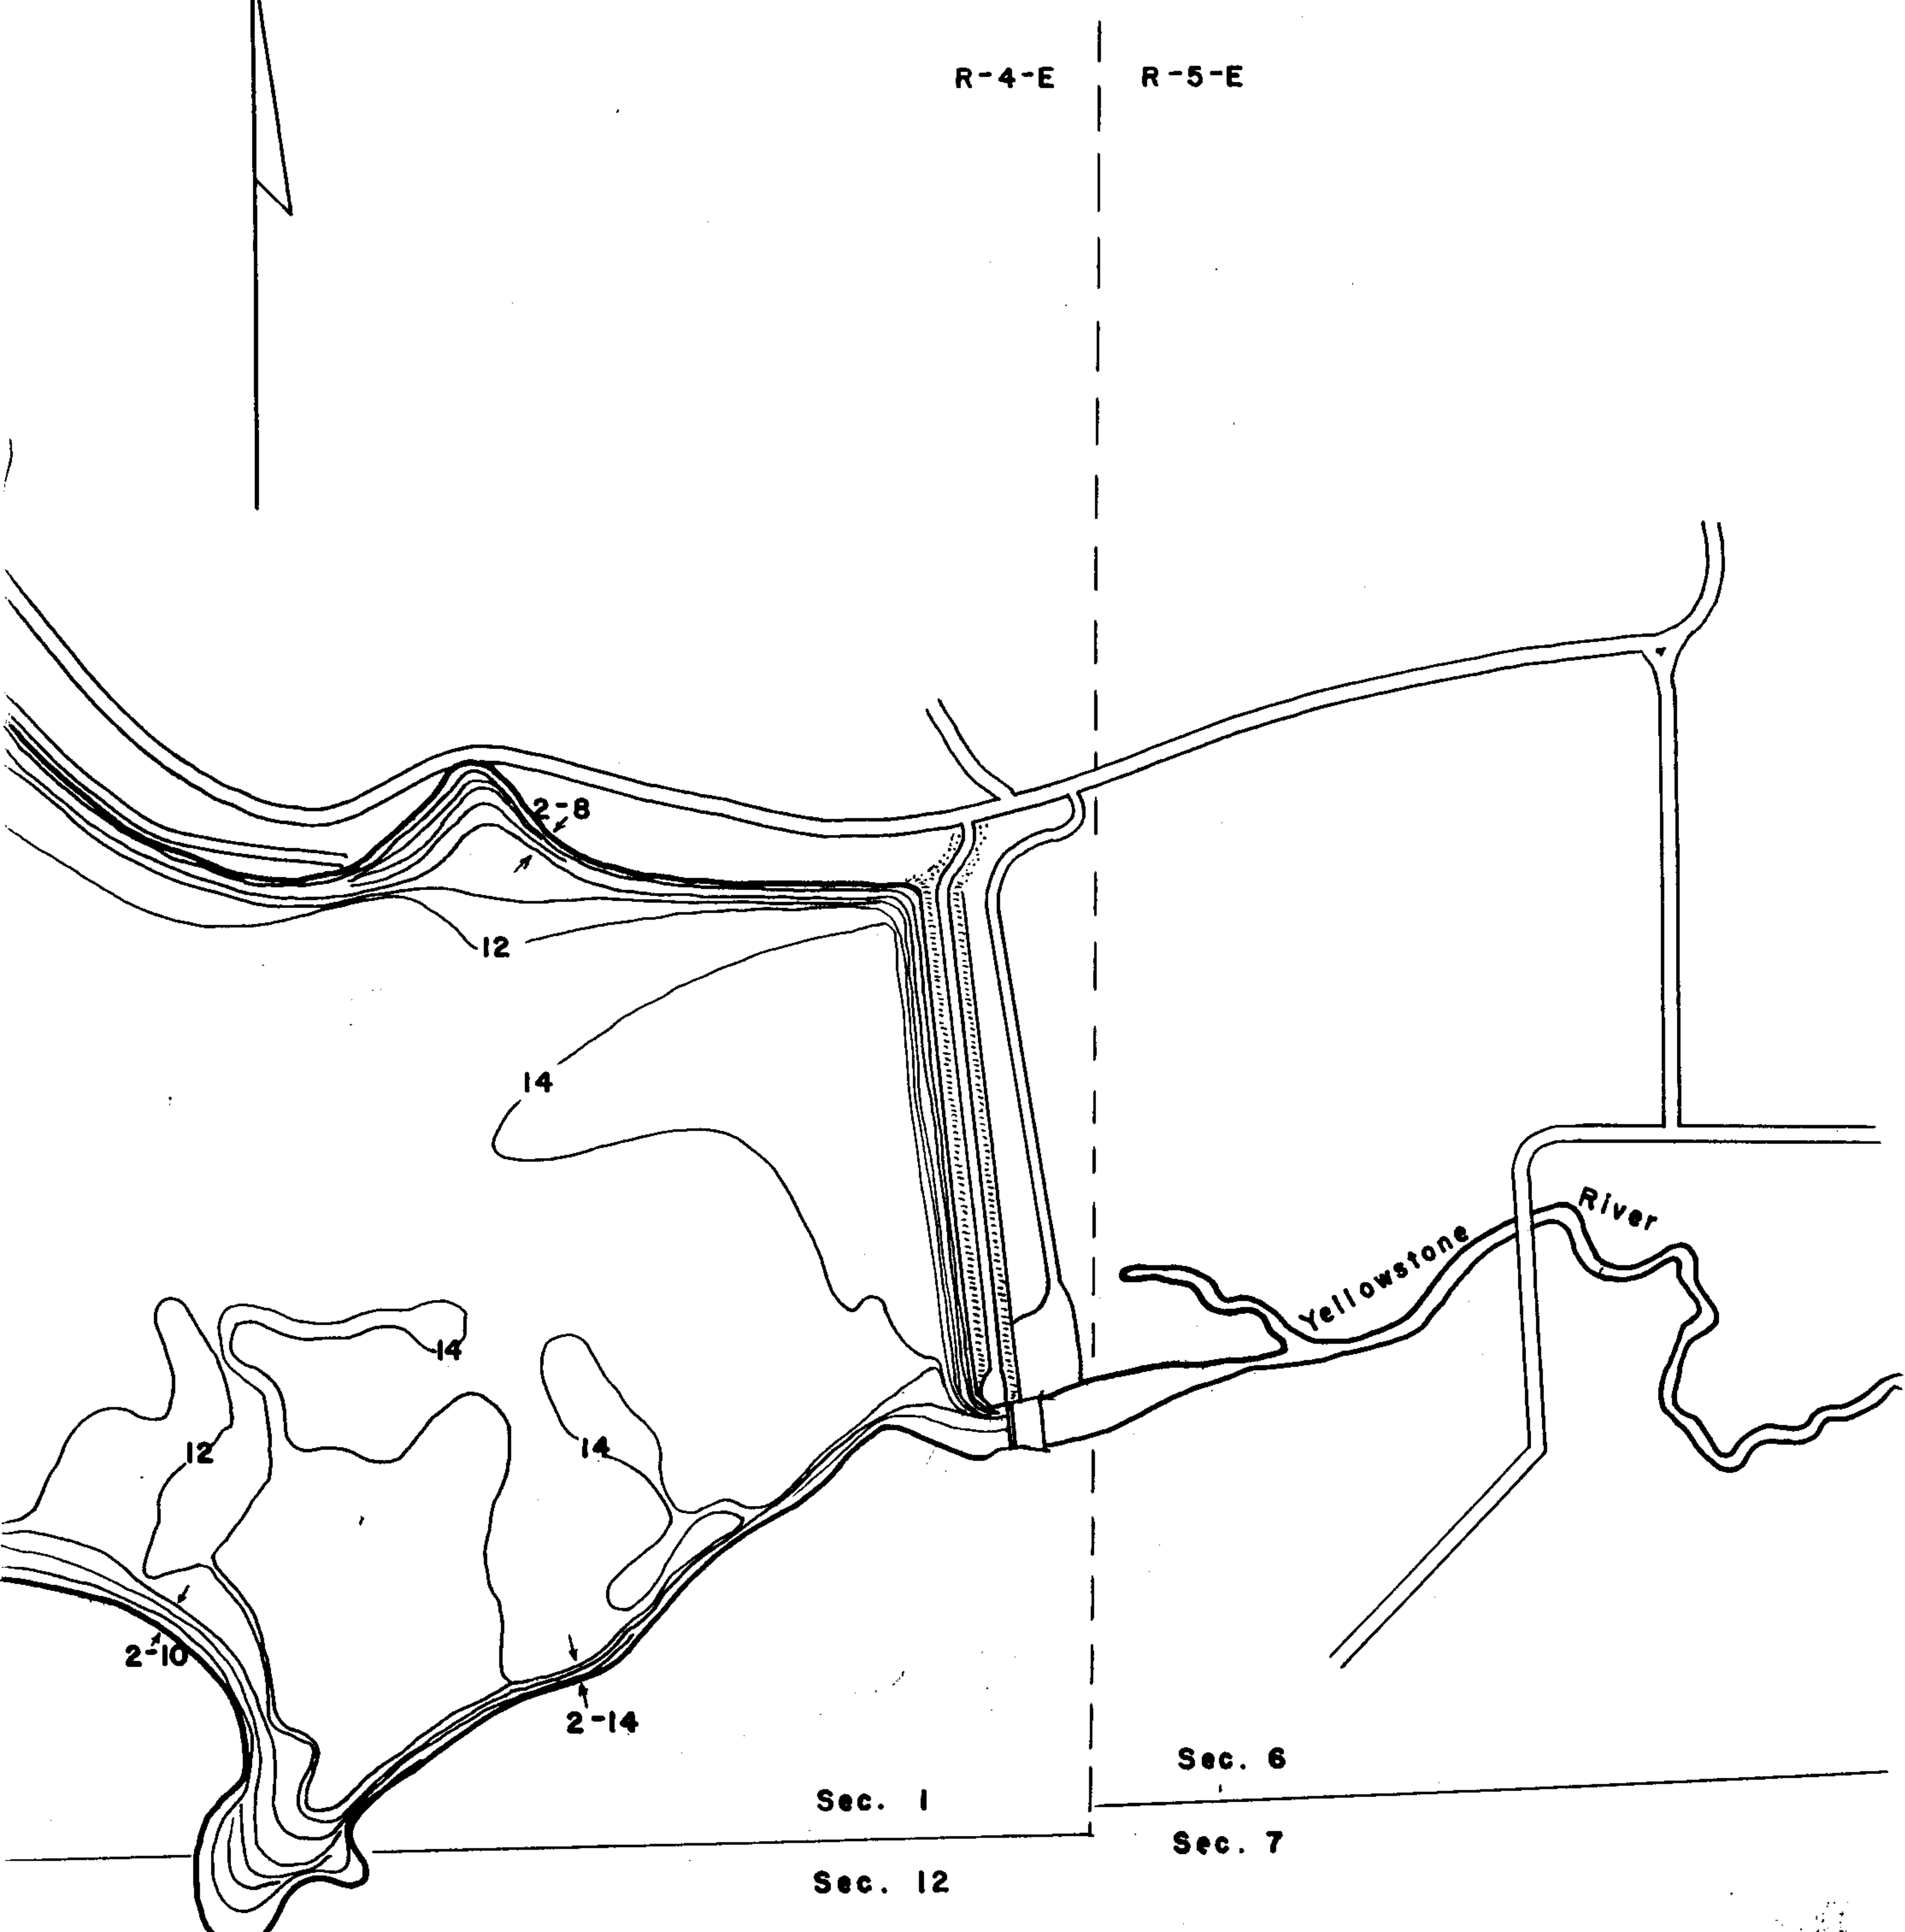 R-4-E
R-5-E
2-8
12
14
River
Yellowstone
14
14
12
2-10
2-14
Sec. 6
Sec. 1
Sec. 7
Sec. 12